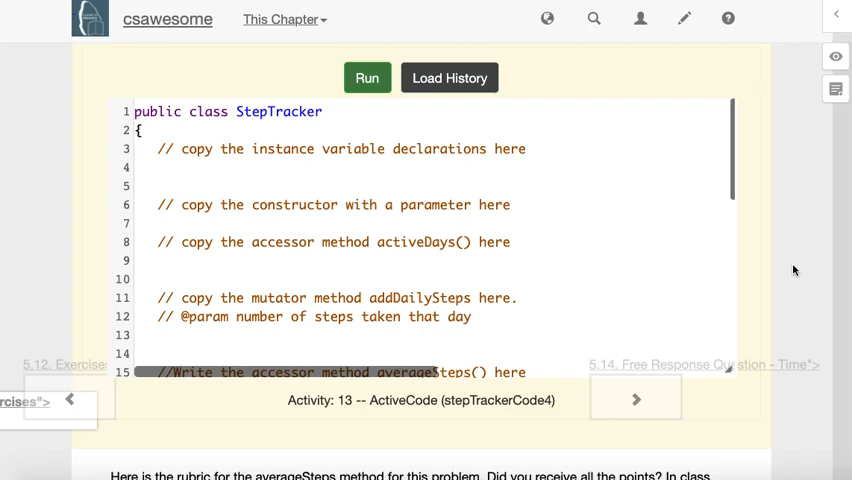 csawesome This Chapter
Run Load History
1 public class StepTracker
2 {
3 // copy the instance variable declarations here
4
5
6 // copy the constructor with a parameter here
7
8 // copy the accessor method activeDays() here
9
10
11 // copy the mutator method addDailySteps here.
12 // @param number of steps taken that day
13
14
5.12. Exercises 5.14. Free Response Question - Time">
15 //Write the accessor method averageSteps() here
rcises">
Activity: 13 -- ActiveCode (stepTrackerCode4)
Here is the rubric for the averageSteps method for this problem. Did you receive all the points? In class